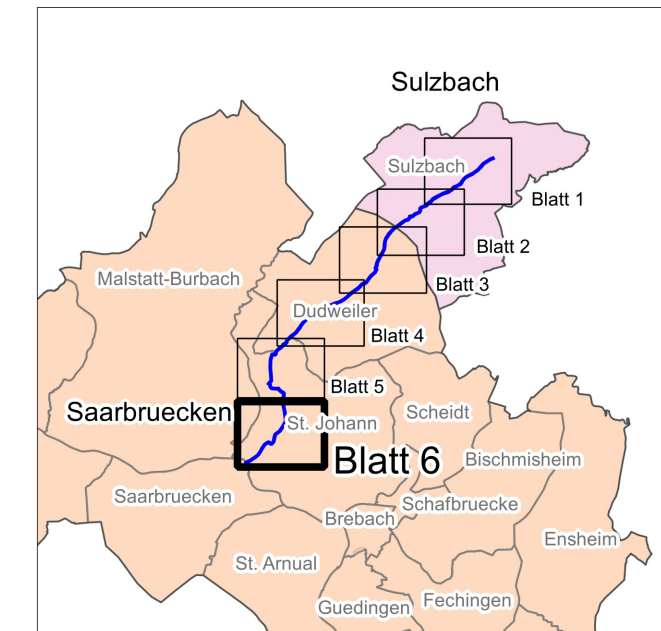 Sulzbach
Sulzbach
Blatt 1
Blatt 2
Malstatt-Burbach
Blatt 3
Dudweiler
Blatt 4
Blatt 5
Saarbruecken
St. Johann
Scheidt
Blatt 6
Bischmisheim
Saarbruecken
Schafbruecke
Brebach
Ensheim
St. Arnual
Guedingen
Fechingen